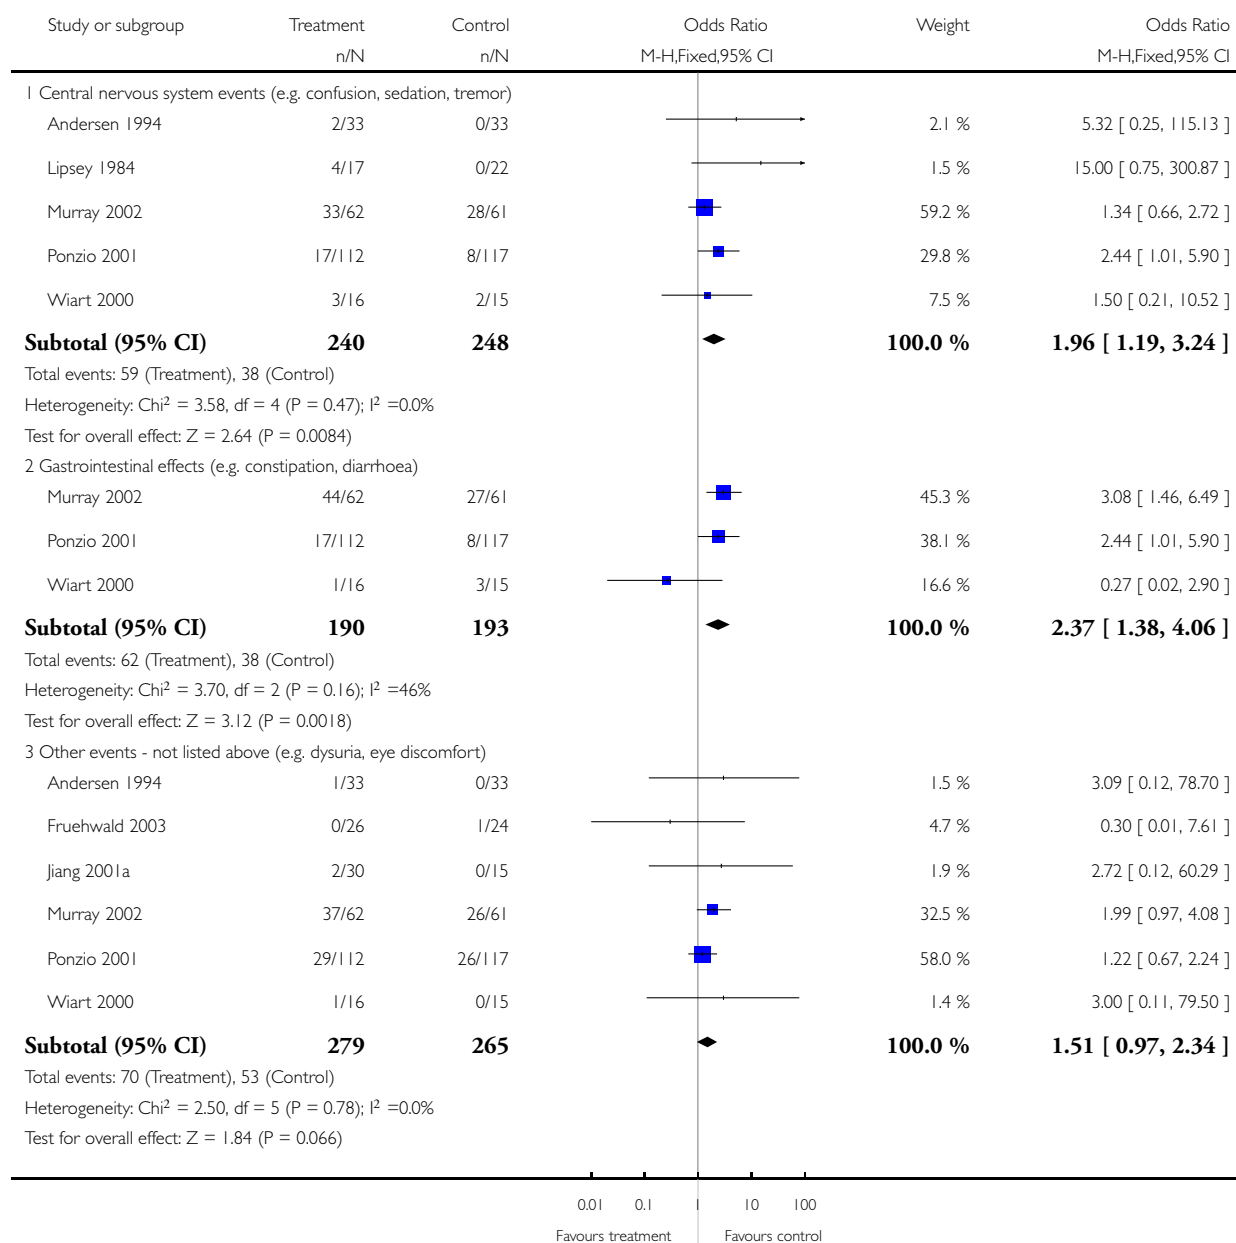 Study or subgroup Treatment Control Odds Ratio Weight Odds Ratio
n/N n/N M-H,Fixed,95% CI M-H,Fixed,95% CI
1 Central nervous system events (e.g. confusion, sedation, tremor)
Andersen 1994 2/33 0/33 2.1 % 5.32 [ 0.25, 115.13 ]
Lipsey 1984 4/17 0/22 1.5 % 15.00 [ 0.75, 300.87 ]
Murray 2002 33/62 28/61 59.2 % 1.34 [ 0.66, 2.72 ]
Ponzio 2001 17/112 8/117 29.8 % 2.44 [ 1.01, 5.90 ]
Wiart 2000 3/16 2/15 7.5 % 1.50 [ 0.21, 10.52 ]
Subtotal (95% CI) 240 248 100.0 % 1.96 [ 1.19, 3.24 ]
Total events: 59 (Treatment), 38 (Control)
Heterogeneity: Chi² = 3.58, df = 4 (P = 0.47); I² =0.0%
Test for overall effect: Z = 2.64 (P = 0.0084)
2 Gastrointestinal effects (e.g. constipation, diarrhoea)
Murray 2002 44/62 27/61 45.3 % 3.08 [ 1.46, 6.49 ]
Ponzio 2001 17/112 8/117 38.1 % 2.44 [ 1.01, 5.90 ]
Wiart 2000 1/16 3/15 16.6 % 0.27 [ 0.02, 2.90 ]
Subtotal (95% CI) 190 193 100.0 % 2.37 [ 1.38, 4.06 ]
Total events: 62 (Treatment), 38 (Control)
Heterogeneity: Chi² = 3.70, df = 2 (P = 0.16); I² =46%
Test for overall effect: Z = 3.12 (P = 0.0018)
3 Other events - not listed above (e.g. dysuria, eye discomfort)
Andersen 1994 1/33 0/33 1.5 % 3.09 [ 0.12, 78.70 ]
Fruehwald 2003 0/26 1/24 4.7 % 0.30 [ 0.01, 7.61 ]
Jiang 2001a 2/30 0/15 1.9 % 2.72 [ 0.12, 60.29 ]
Murray 2002 37/62 26/61 32.5 % 1.99 [ 0.97, 4.08 ]
Ponzio 2001 29/112 26/117 58.0 % 1.22 [ 0.67, 2.24 ]
Wiart 2000 1/16 0/15 1.4 % 3.00 [ 0.11, 79.50 ]
Subtotal (95% CI) 279 265 100.0 % 1.51 [ 0.97, 2.34 ]
Total events: 70 (Treatment), 53 (Control)
Heterogeneity: Chi² = 2.50, df = 5 (P = 0.78); I² =0.0%
Test for overall effect: Z = 1.84 (P = 0.066)
0.01 0.1 1 10 100
Favours treatment Favours control